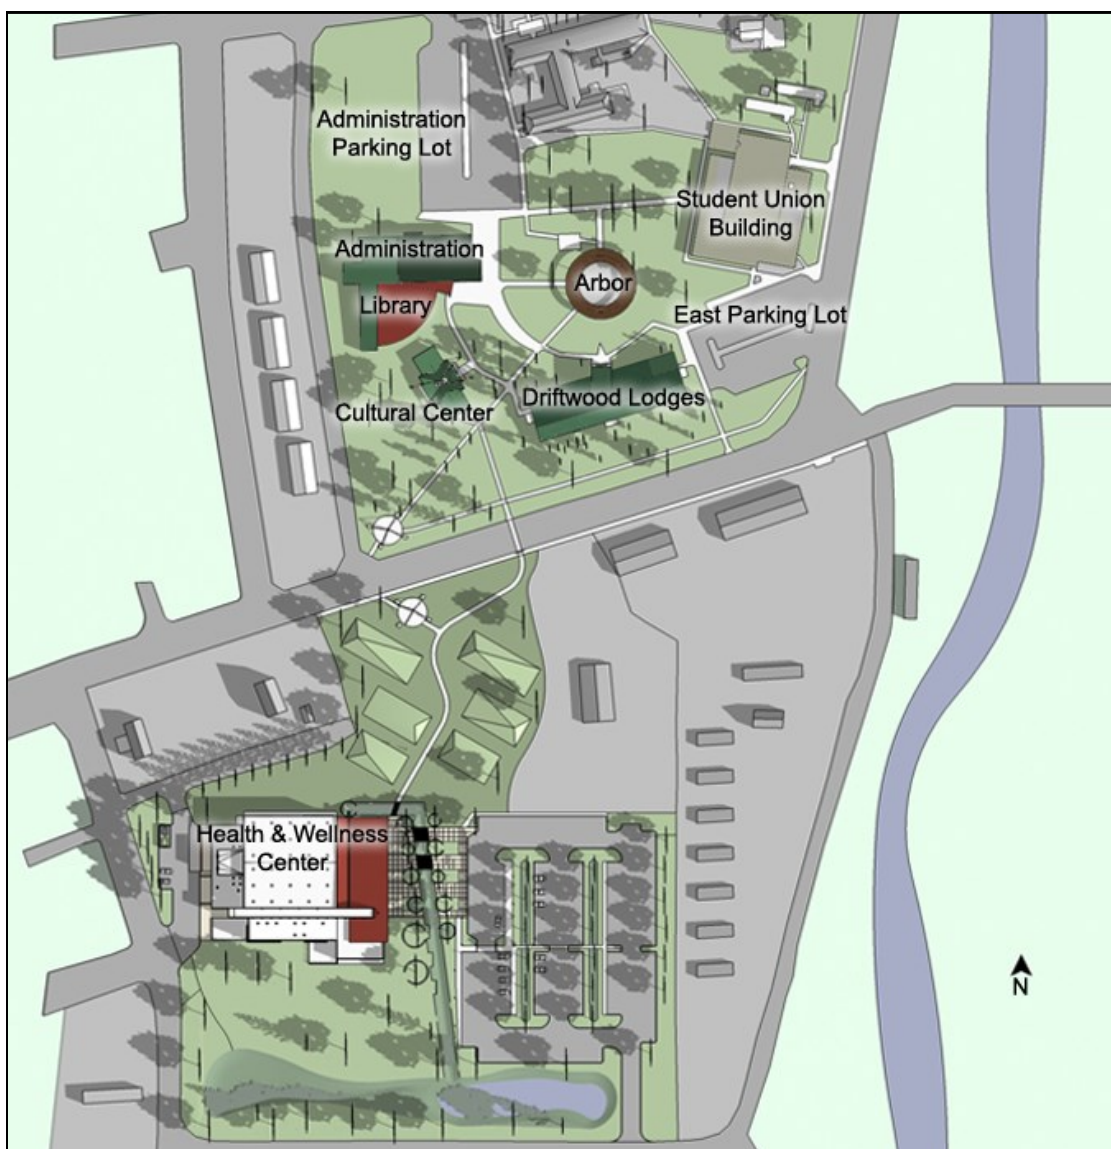 Administration
Parking Lot
Student Union
Building
Administration
Arbor
Library
East Parking Lot
Cultural Center
Driftwood Lodges
Health & Wellness
Center
N